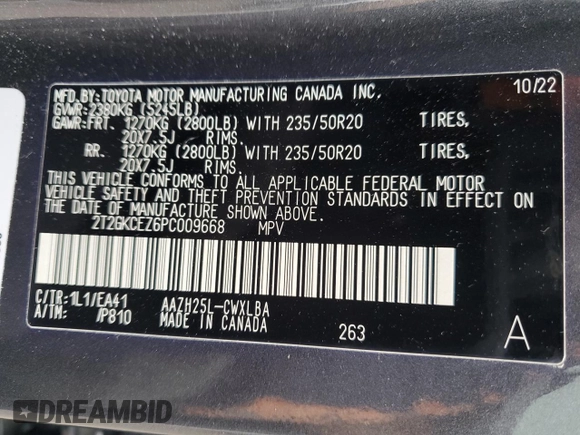 MFD.BY:TOYOTA MOTOR MANUFACTURING CANADA INC. 10/22
GVWR:2380KG (5245LB)
GAWR:FRT. 1270KG (2800LB) WITH 235/50R20 TIRES,
20X7.5J RIMS.
RR. 1270KG (2800LB) WITH 235/50R20 TIRES,
20X7.5J RIMS.
THIS VEHICLE CONFORMS TO ALL APPLICABLE FEDERAL MOTOR
VEHICLE SAFETY AND THEFT PREVENTION STANDARDS IN EFFECT ON
THE DATE OF MANUFACTURE SHOWN ABOVE.
2T2GKCEZ6PC009668 MPV
C/TR:1L1/EA41 AAZH25L-CWXLBA
A/TM: /P810 MADE IN CANADA 263 A
DREAMBID